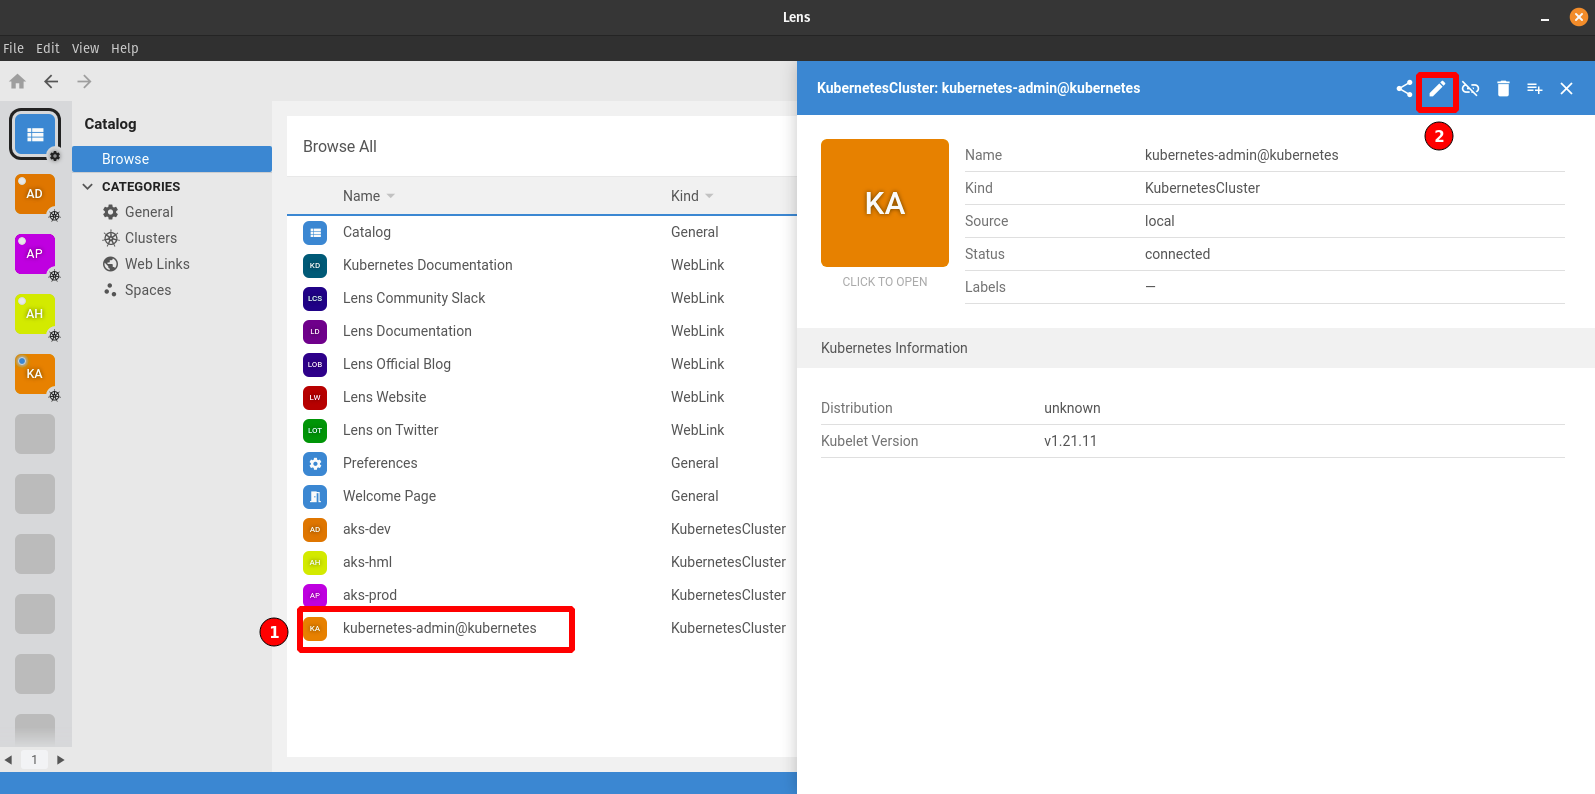 Lens
File Edit View Help
KubernetesCluster: kubernetes-admin@kubernetes
2
Catalog
Browse
CATEGORIES
General
Clusters
Web Links
Spaces
AD
AP
AH
KA
1
Browse All
Name Kind
Catalog General
KD Kubernetes Documentation WebLink
LCS Lens Community Slack WebLink
LD Lens Documentation WebLink
LOB Lens Official Blog WebLink
LW Lens Website WebLink
LOT Lens on Twitter WebLink
Preferences General
Welcome Page General
AD aks-dev KubernetesCluster
AH aks-hml KubernetesCluster
AP aks-prod KubernetesCluster
1 KA kubernetes-admin@kubernetes KubernetesCluster
KA
CLICK TO OPEN
Name kubernetes-admin@kubernetes
Kind KubernetesCluster
Source local
Status connected
Labels —
Kubernetes Information
Distribution unknown
Kubelet Version v1.21.11